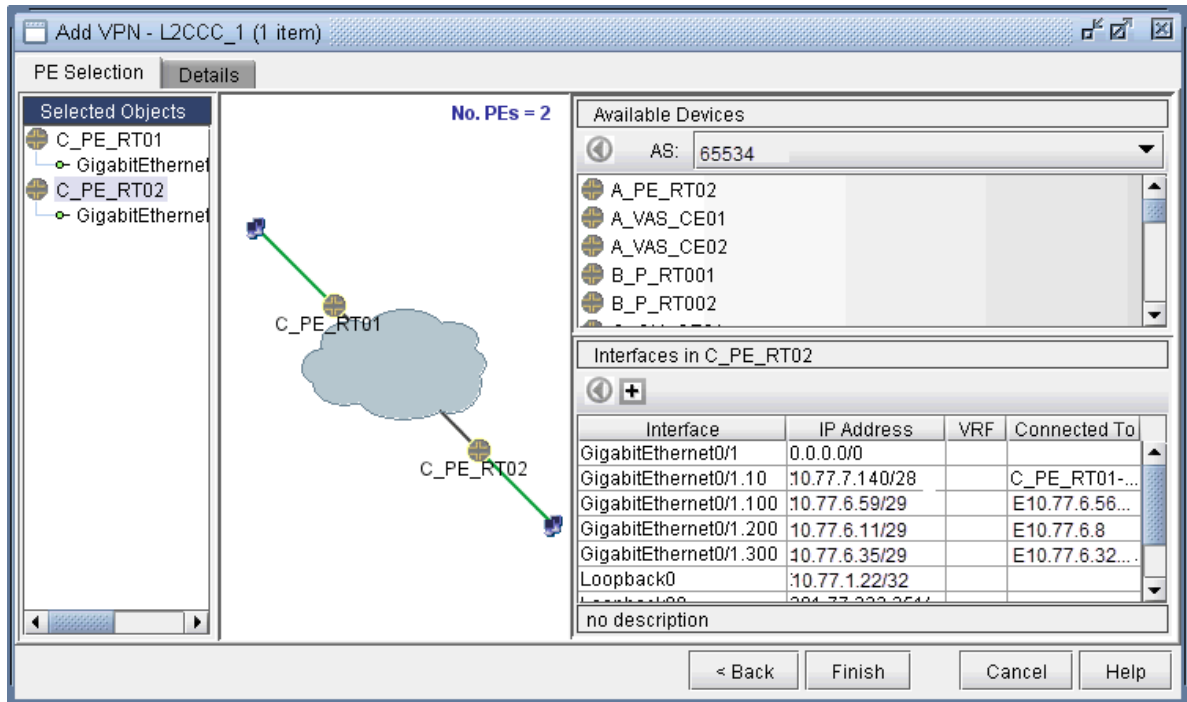 Add VPN - L2CCC_1 (1 item)
PE Selection Details
Selected Objects
C_PE_RT01
GigabitEthernet
C_PE_RT02
GigabitEthernet
No. PEs = 2
C_PE_RT01
C_PE_RT02
Available Devices
AS: 65534
A_PE_RT02
A_VAS_CE01
A_VAS_CE02
B_P_RT001
B_P_RT002
Interfaces in C_PE_RT02
Interface IP Address VRF Connected To
GigabitEthernet0/1 0.0.0.0/0
GigabitEthernet0/1.10 10.77.7.140/28 C_PE_RT01-...
GigabitEthernet0/1.100 10.77.6.59/29 E10.77.6.56...
GigabitEthernet0/1.200 10.77.6.11/29 E10.77.6.8
GigabitEthernet0/1.300 10.77.6.35/29 E10.77.6.32...
Loopback0 10.77.1.22/32
no description
< Back Finish Cancel Help